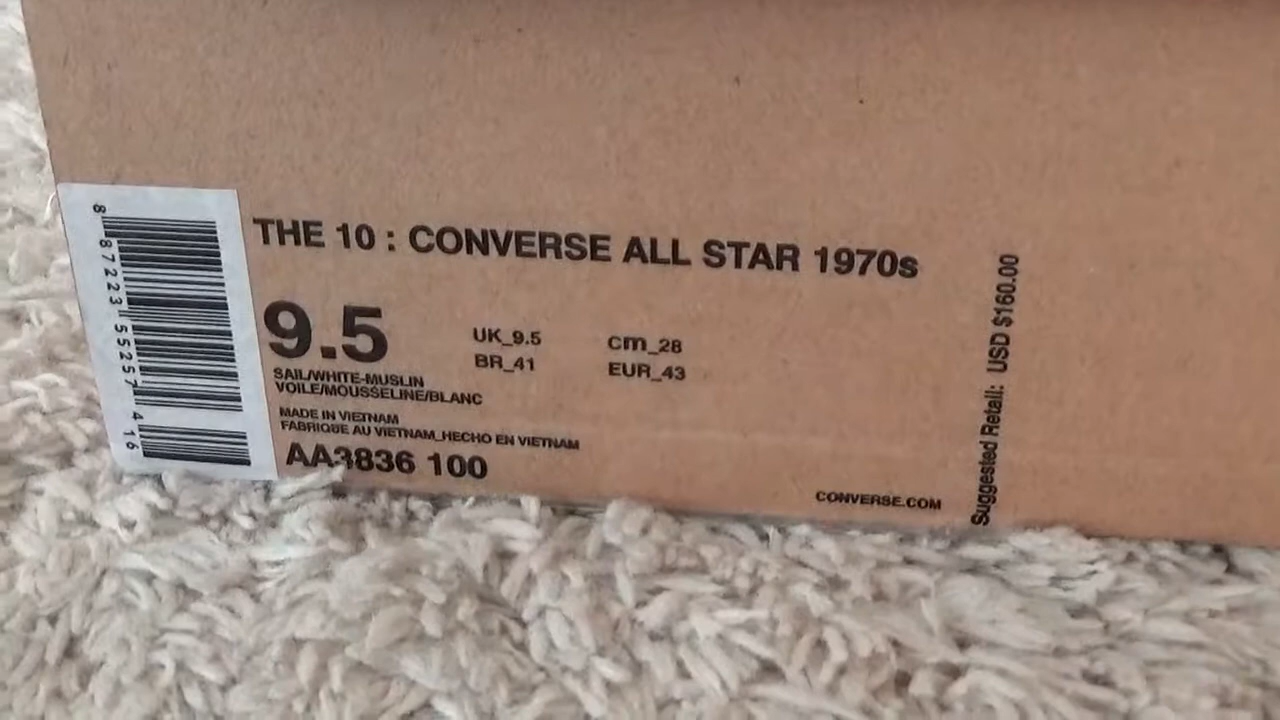 8 87223 55257 4 16
THE 10 : CONVERSE ALL STAR 1970s
9.5
UK_9.5
cm_28
BR_41
EUR_43
SAIL/WHITE-MUSLIN
VOILE/MOUSSELINE/BLANC
MADE IN VIETNAM
FABRIQUE AU VIETNAM_HECHO EN VIETNAM
AA3836 100
CONVERSE.COM
Suggested Retail: USD $160.00